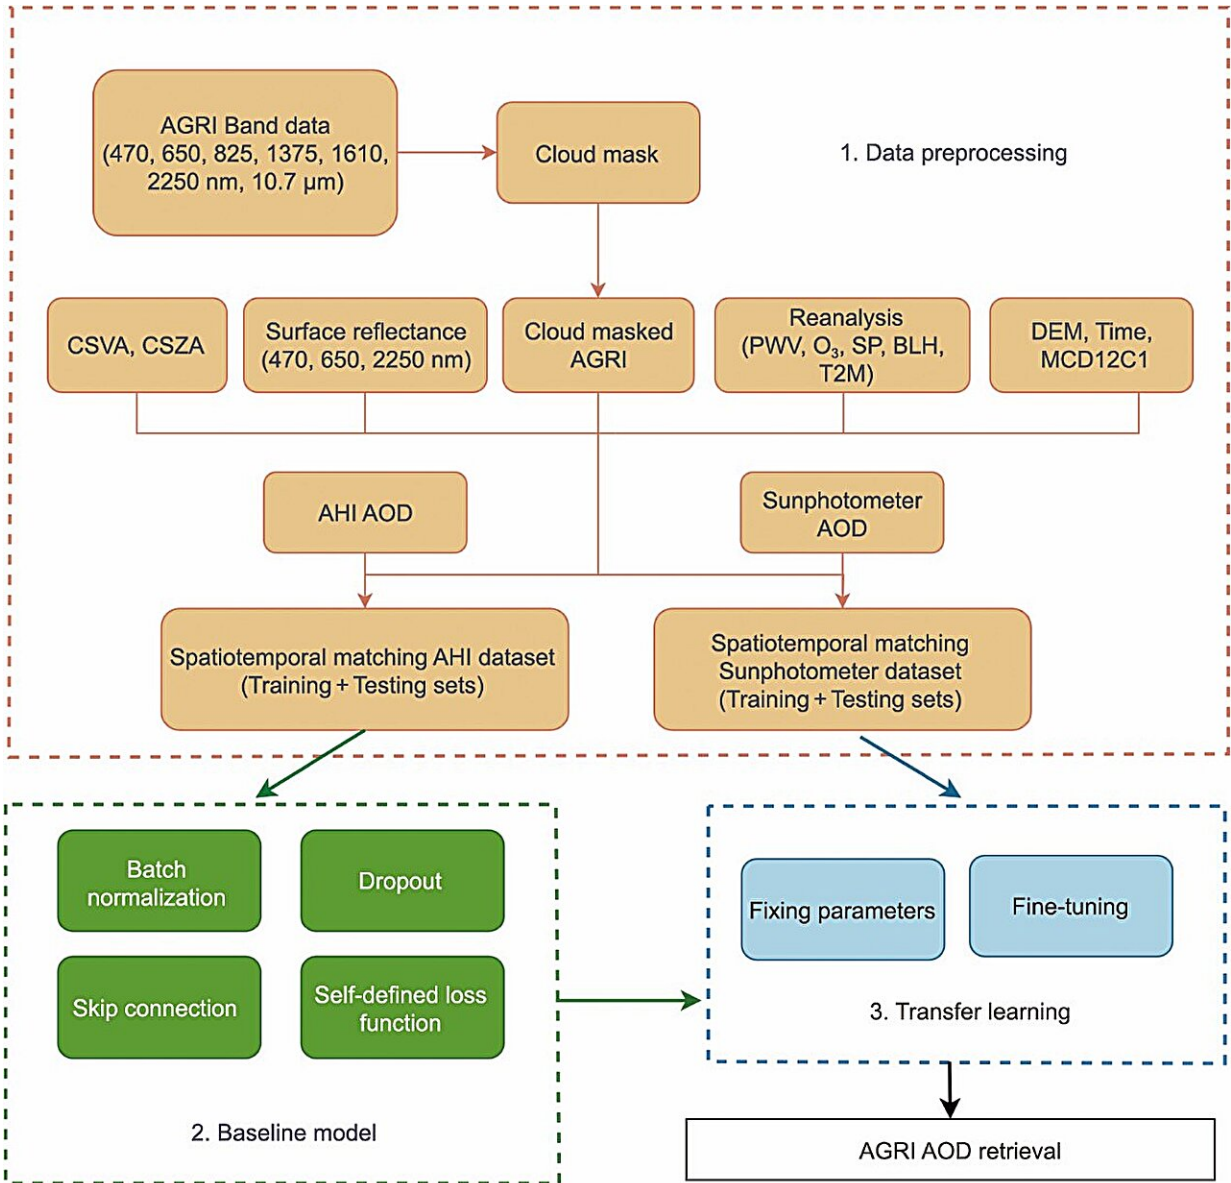 AGRI Band data
(470, 650, 825, 1375, 1610,
2250 nm, 10.7 µm)
Cloud mask
1. Data preprocessing
CSVA, CSZA
Surface reflectance
(470, 650, 2250 nm)
Cloud masked
AGRI
Reanalysis
(PWV, O₃, SP, BLH,
T2M)
DEM, Time,
MCD12C1
AHI AOD
Sunphotometer
AOD
Spatiotemporal matching AHI dataset
(Training + Testing sets)
Spatiotemporal matching
Sunphotometer dataset
(Training + Testing sets)
Batch
normalization
Dropout
Skip connection
Self-defined loss
function
2. Baseline model
Fixing parameters
Fine-tuning
3. Transfer learning
AGRI AOD retrieval